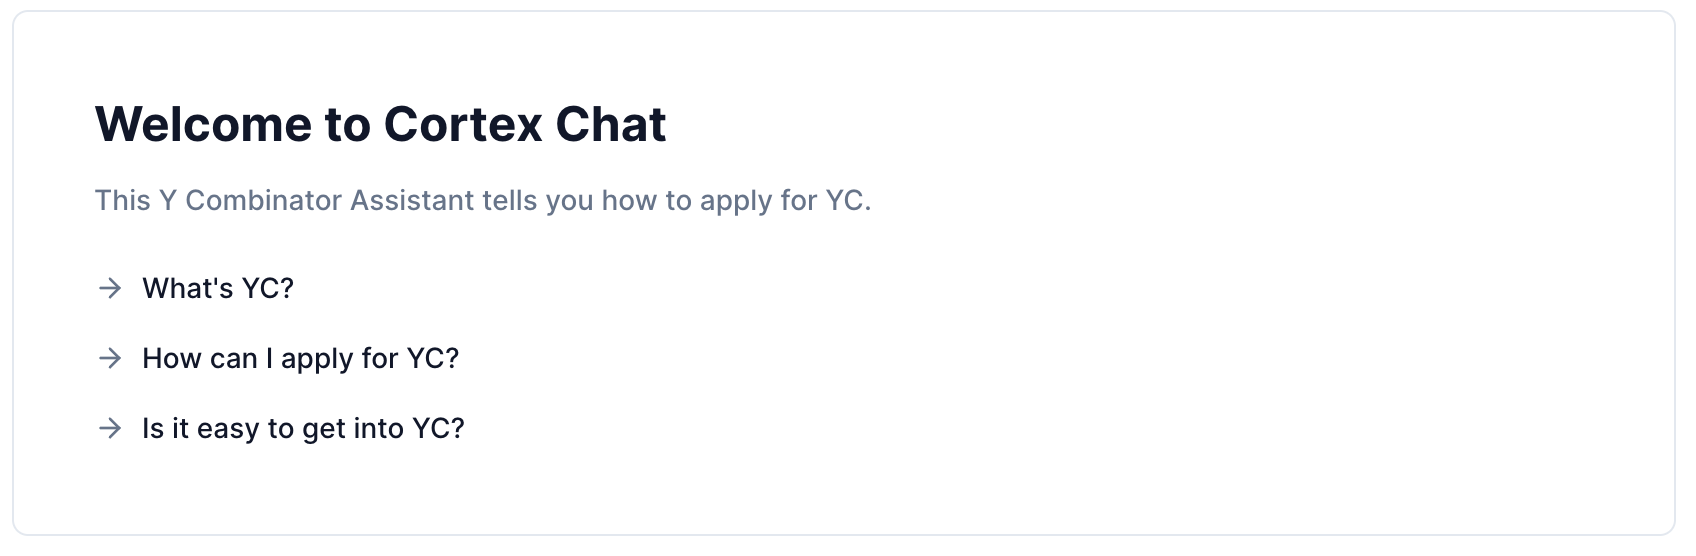 Welcome to Cortex Chat
This Y Combinator Assistant tells you how to apply for YC.
→ What's YC?
→ How can I apply for YC?
→ Is it easy to get into YC?